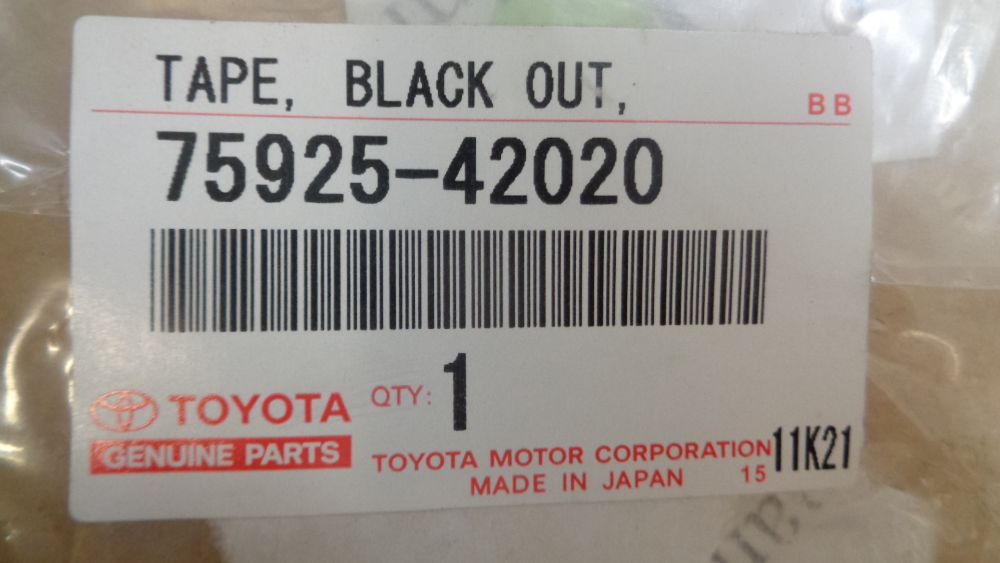 TAPE, BLACK OUT,
BB
75925-42020
QTY: 1
TOYOTA
GENUINE PARTS
TOYOTA MOTOR CORPORATION
MADE IN JAPAN 15
11K21